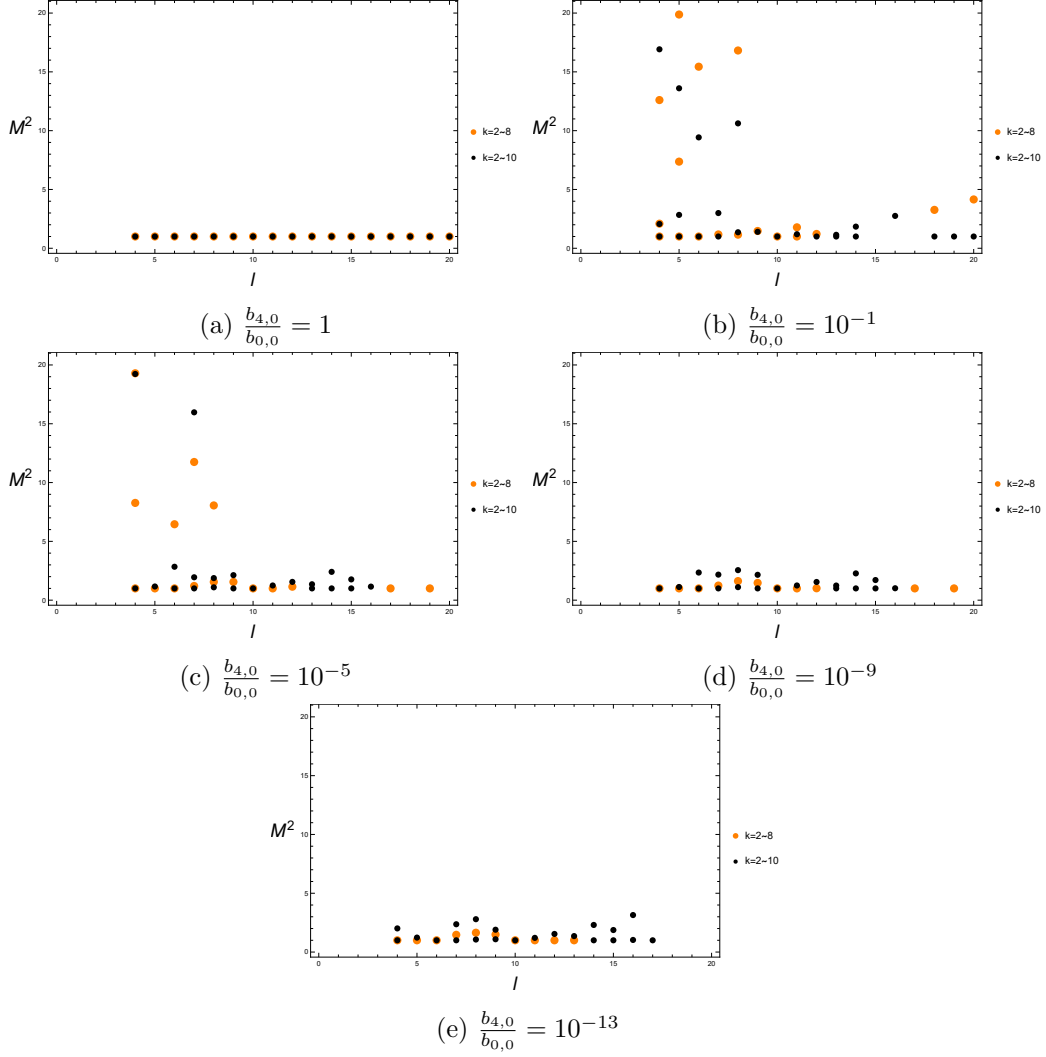 20
15
M² 10
5
0
0 5 10 15 20
l
k=2~8
k=2~10
(a) b_{4,0}/b_{0,0} = 1
20
15
M² 10
5
0
0 5 10 15 20
l
k=2~8
k=2~10
(b) b_{4,0}/b_{0,0} = 10⁻¹
20
15
M² 10
5
0
0 5 10 15 20
l
k=2~8
k=2~10
(c) b_{4,0}/b_{0,0} = 10⁻⁵
20
15
M² 10
5
0
0 5 10 15 20
l
k=2~8
k=2~10
(d) b_{4,0}/b_{0,0} = 10⁻⁹
20
15
M² 10
5
0
0 5 10 15 20
l
k=2~8
k=2~10
(e) b_{4,0}/b_{0,0} = 10⁻¹³